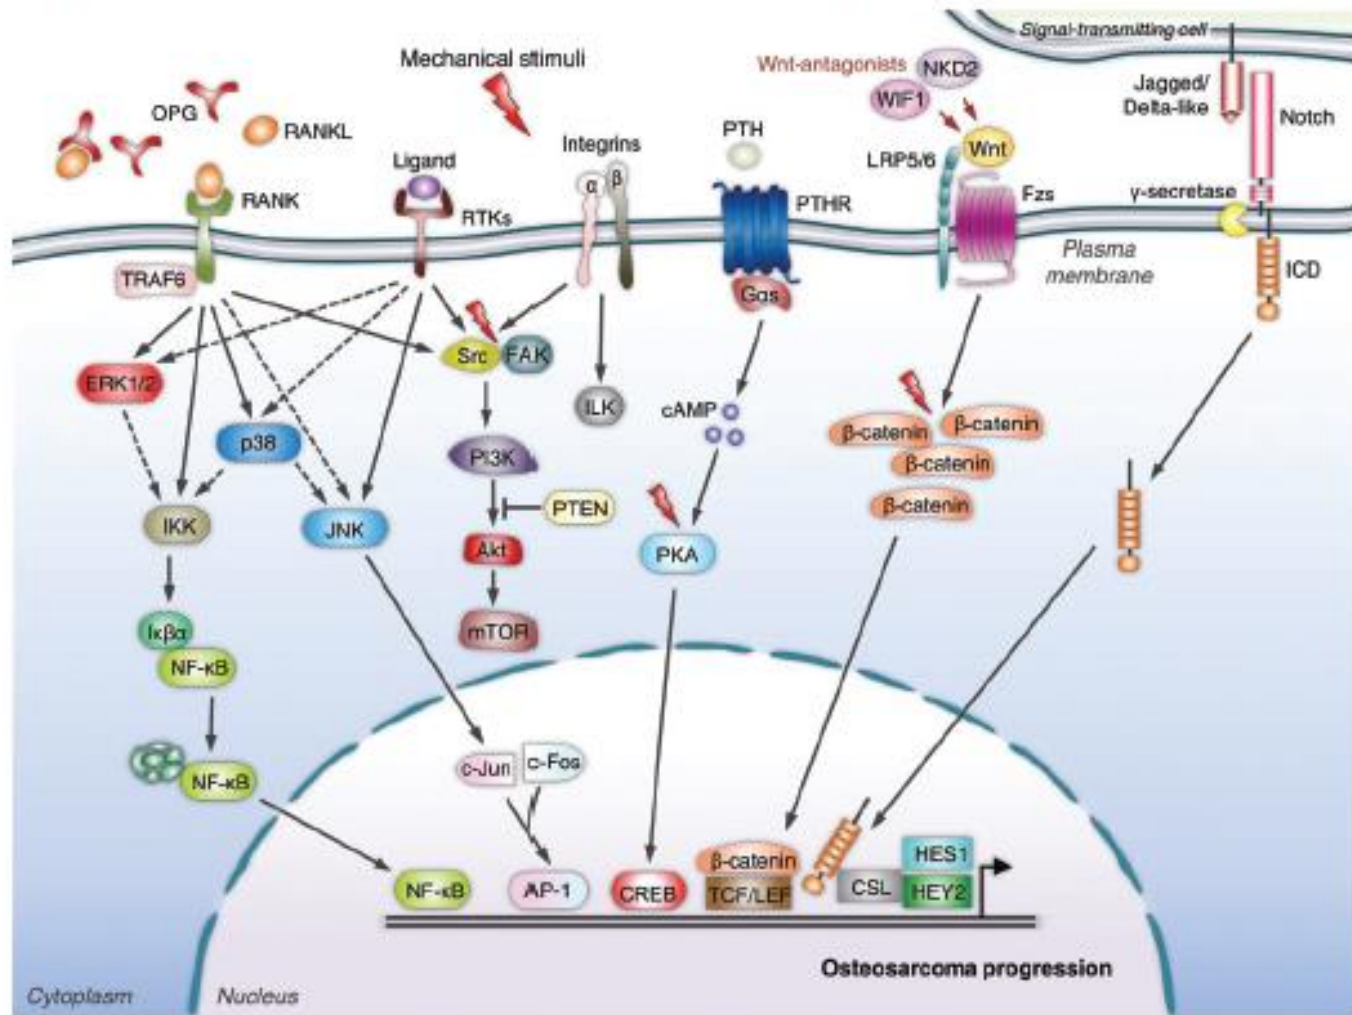 Signal-transmitting cell
Mechanical stimuli
Wnt-antagonists
NKD2
WIF1
Jagged/
Delta-like
Notch
OPG
RANKL
PTH
Wnt
Ligand
Integrins
LRP5/6
α
β
RANK
RTKs
PTHR
Fzs
γ-secretase
Plasma
membrane
TRAF6
Gαs
ICD
Src
FAK
ERK1/2
ILK
cAMP
β-catenin
β-catenin
β-catenin
β-catenin
p38
PI3K
PTEN
IKK
JNK
Akt
PKA
Iκβα
mTOR
NF-κB
NF-κB
c-Jun
c-Fos
NF-κB
AP-1
CREB
β-catenin
TCF/LEF
CSL
HES1
HEY2
Osteosarcoma progression
Cytoplasm
Nucleus